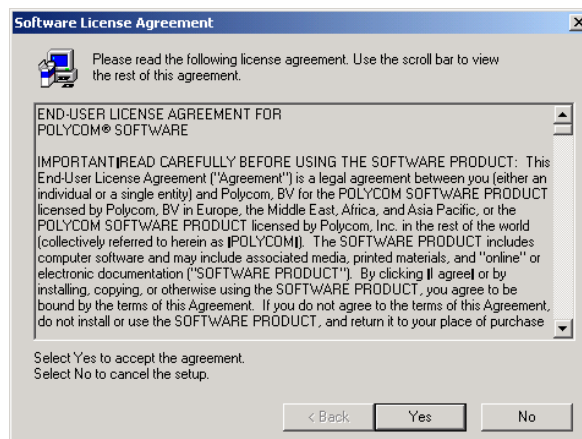 Software License Agreement
Please read the following license agreement. Use the scroll bar to view
the rest of this agreement.
END-USER LICENSE AGREEMENT FOR
POLYCOM® SOFTWARE
IMPORTANT|READ CAREFULLY BEFORE USING THE SOFTWARE PRODUCT: This
End-User License Agreement ("Agreement") is a legal agreement between you (either an
individual or a single entity) and Polycom, BV for the POLYCOM SOFTWARE PRODUCT
licensed by Polycom, BV in Europe, the Middle East, Africa, and Asia Pacific, or the
POLYCOM SOFTWARE PRODUCT licensed by Polycom, Inc. in the rest of the world
(collectively referred to herein as |POLYCOM|). The SOFTWARE PRODUCT includes
computer software and may include associated media, printed materials, and "online" or
electronic documentation ("SOFTWARE PRODUCT"). By clicking |I agree| or by
installing, copying, or otherwise using the SOFTWARE PRODUCT, you agree to be
bound by the terms of this Agreement. If you do not agree to the terms of this Agreement,
do not install or use the SOFTWARE PRODUCT, and return it to your place of purchase
Select Yes to accept the agreement.
Select No to cancel the setup.
< Back Yes No